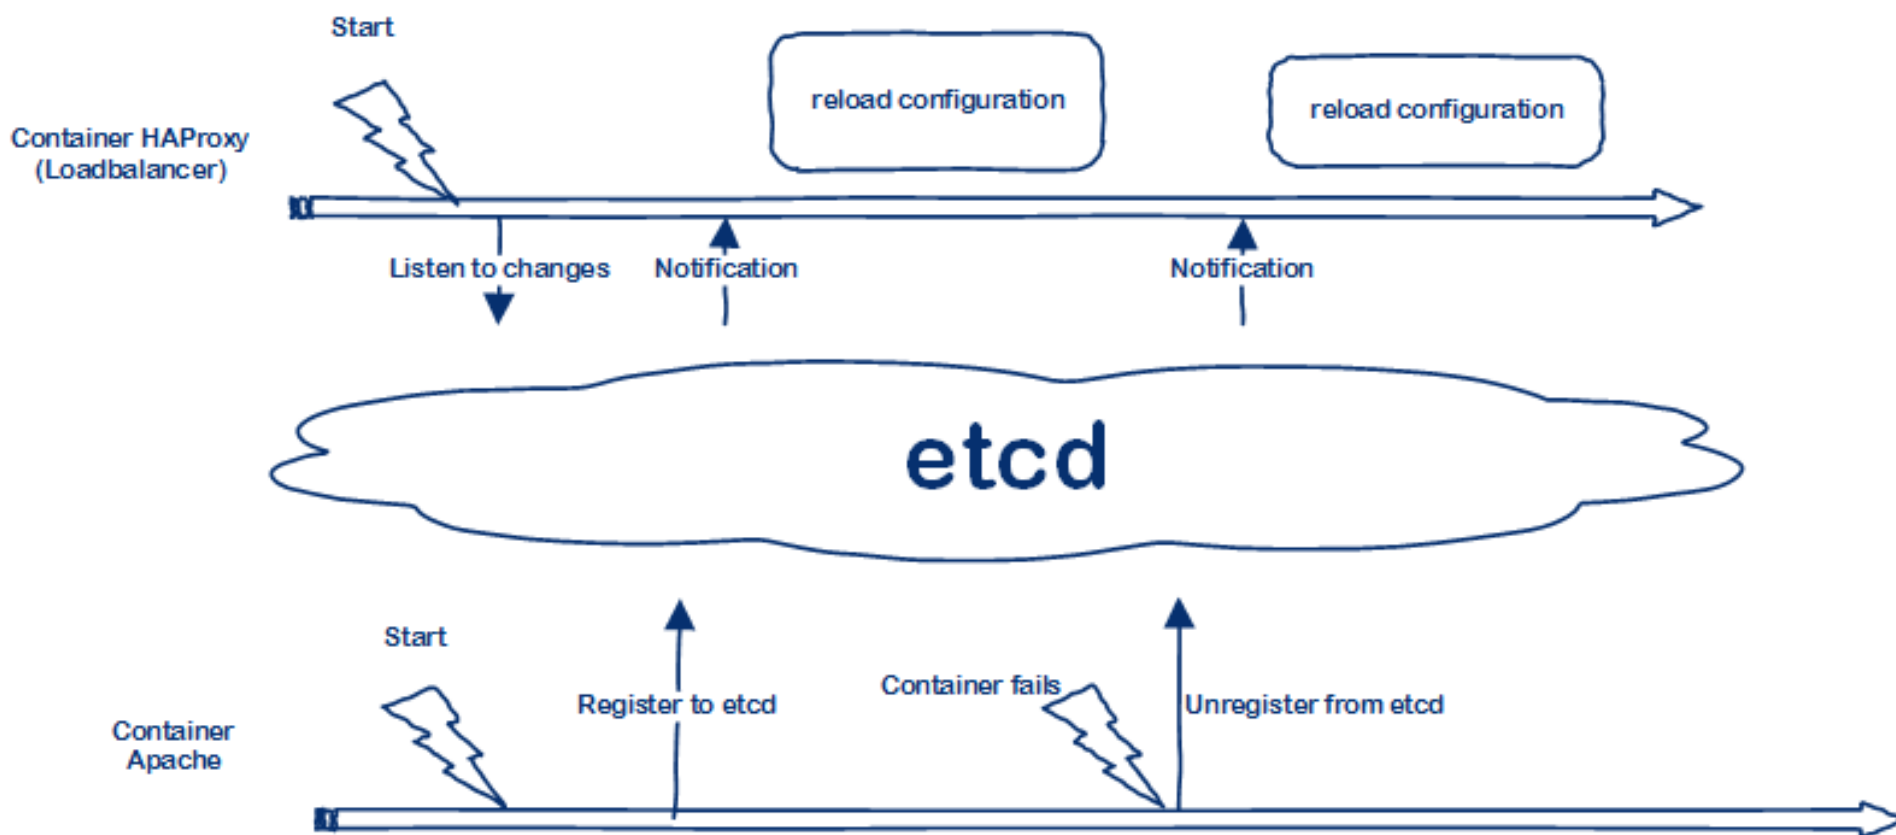 Start
reload configuration
reload configuration
Container HAProxy
(Loadbalancer)
Listen to changes
Notification
Notification
etcd
Start
Register to etcd
Container fails
Unregister from etcd
Container
Apache